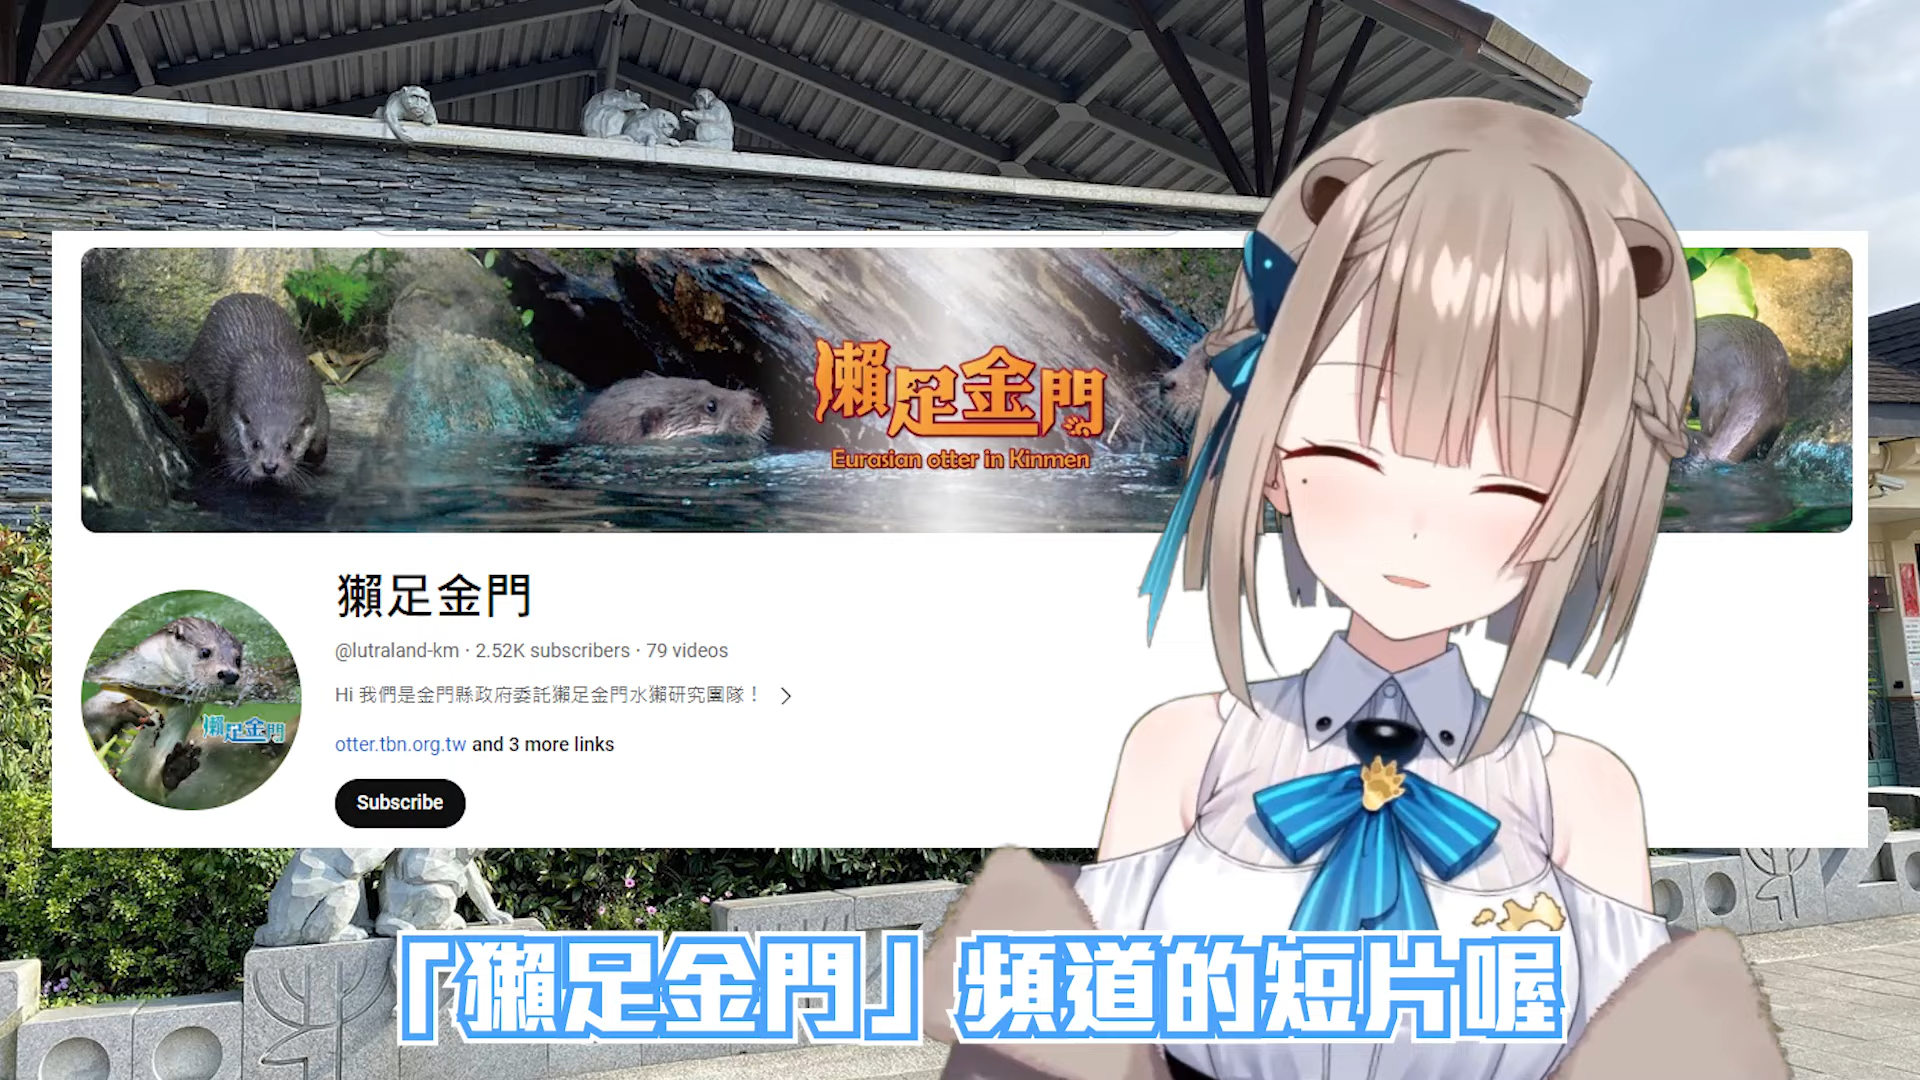 獺足金門
Eurasian otter in Kinmen
獺足金門
@lutraland-km · 2.52K subscribers · 79 videos
Hi 我們是金門縣政府委託獺足金門水獺研究團隊！
otter.tbn.org.tw and 3 more links
獺足金門
Subscribe
「獺足金門」頻道的短片喔